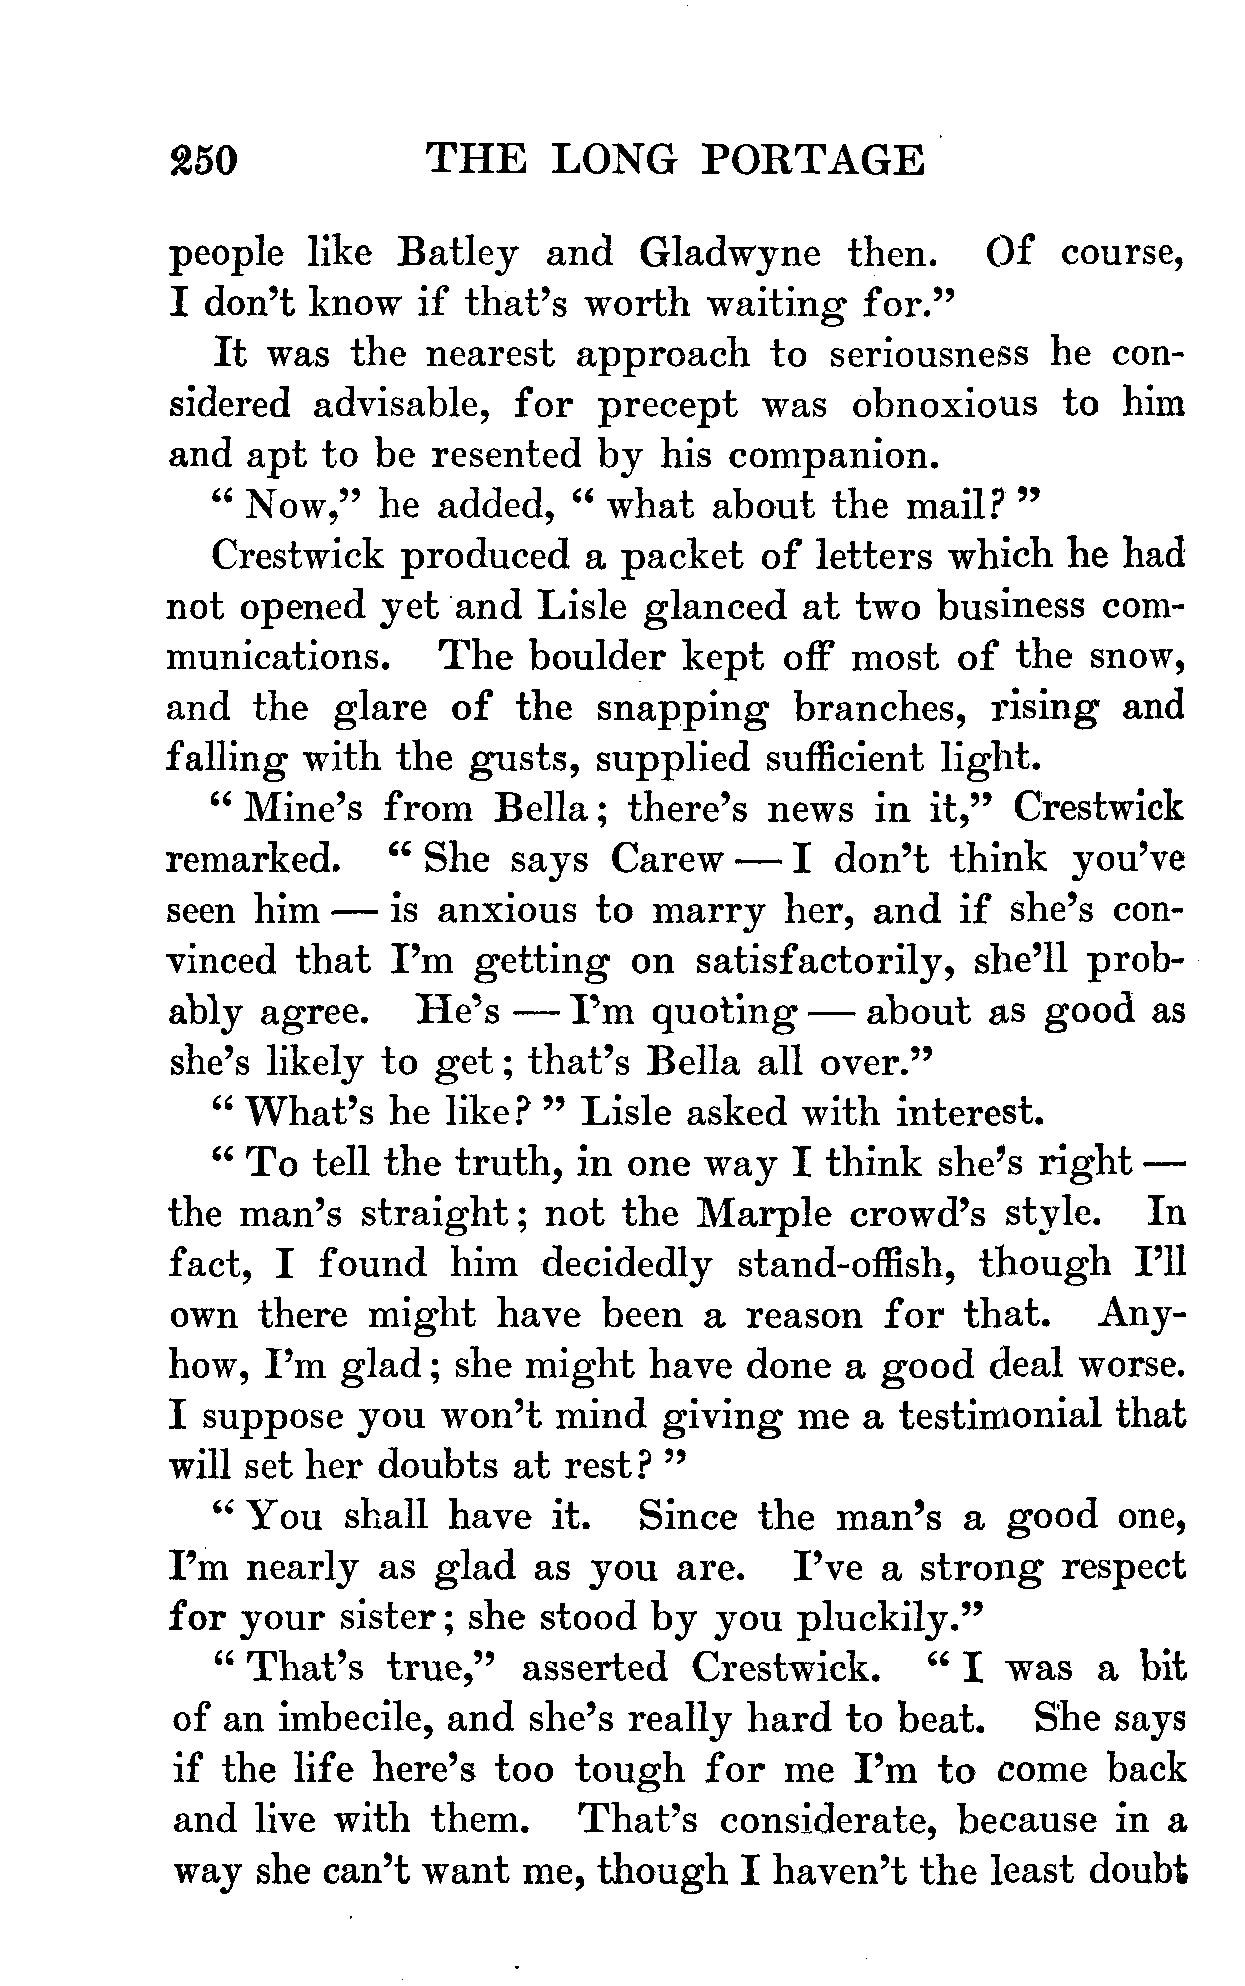 250 THE LONG PORTAGE
people like Batley and Gladwyne then. Of course,
I don't know if that's worth waiting for."
It was the nearest approach to seriousness he con-
sidered advisable, for precept was obnoxious to him
and apt to be resented by his companion.
" Now," he added, " what about the mail? "
Crestwick produced a packet of letters which he had
not opened yet and Lisle glanced at two business com-
munications. The boulder kept off most of the snow,
and the glare of the snapping branches, rising and
falling with the gusts, supplied sufficient light.
" Mine's from Bella; there's news in it," Crestwick
remarked. " She says Carew — I don't think you've
seen him — is anxious to marry her, and if she's con-
vinced that I'm getting on satisfactorily, she'll prob-
ably agree. He's — I'm quoting — about as good as
she's likely to get; that's Bella all over."
" What's he like? " Lisle asked with interest.
" To tell the truth, in one way I think she's right —
the man's straight; not the Marple crowd's style. In
fact, I found him decidedly stand-offish, though I'll
own there might have been a reason for that. Any-
how, I'm glad; she might have done a good deal worse.
I suppose you won't mind giving me a testimonial that
will set her doubts at rest? "
" You shall have it. Since the man's a good one,
I'm nearly as glad as you are. I've a strong respect
for your sister; she stood by you pluckily."
" That's true," asserted Crestwick. " I was a bit
of an imbecile, and she's really hard to beat. She says
if the life here's too tough for me I'm to come back
and live with them. That's considerate, because in a
way she can't want me, though I haven't the least doubt